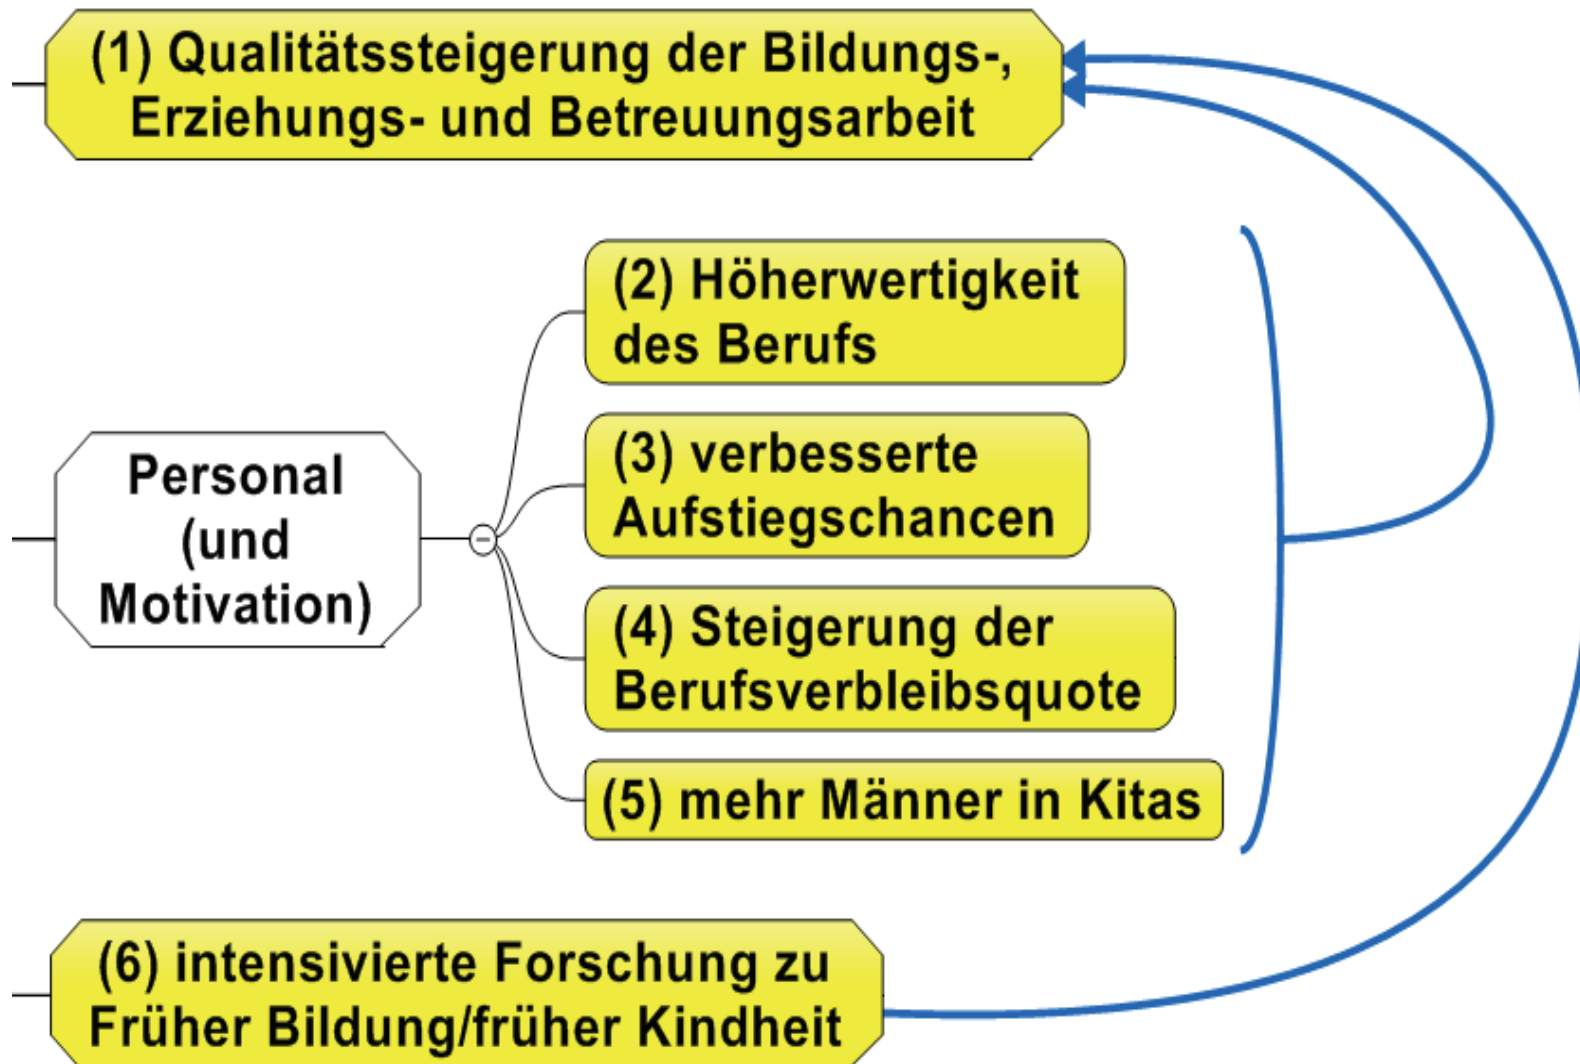 (1) Qualitätssteigerung der Bildungs-,
Erziehungs- und Betreuungsarbeit
(2) Höherwertigkeit
des Berufs
(3) verbesserte
Aufstiegschancen
Personal
(und
Motivation)
(4) Steigerung der
Berufsverbleibsquote
(5) mehr Männer in Kitas
(6) intensivierte Forschung zu
Früher Bildung/früher Kindheit